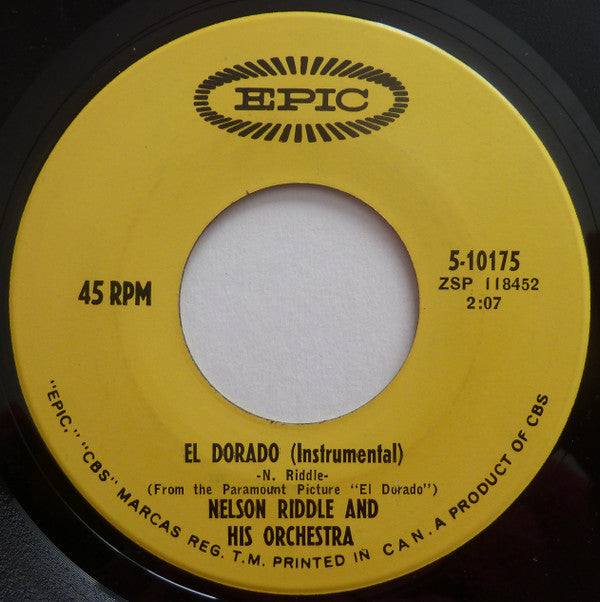 EPIC
45 RPM
5-10175
ZSP 118452
2:07
EL DORADO (Instrumental)
-N. Riddle-
(From the Paramount Picture "El Dorado")
NELSON RIDDLE AND
HIS ORCHESTRA
"EPIC," "CBS" MARCAS REG. T.M. PRINTED IN CAN. A PRODUCT OF CBS